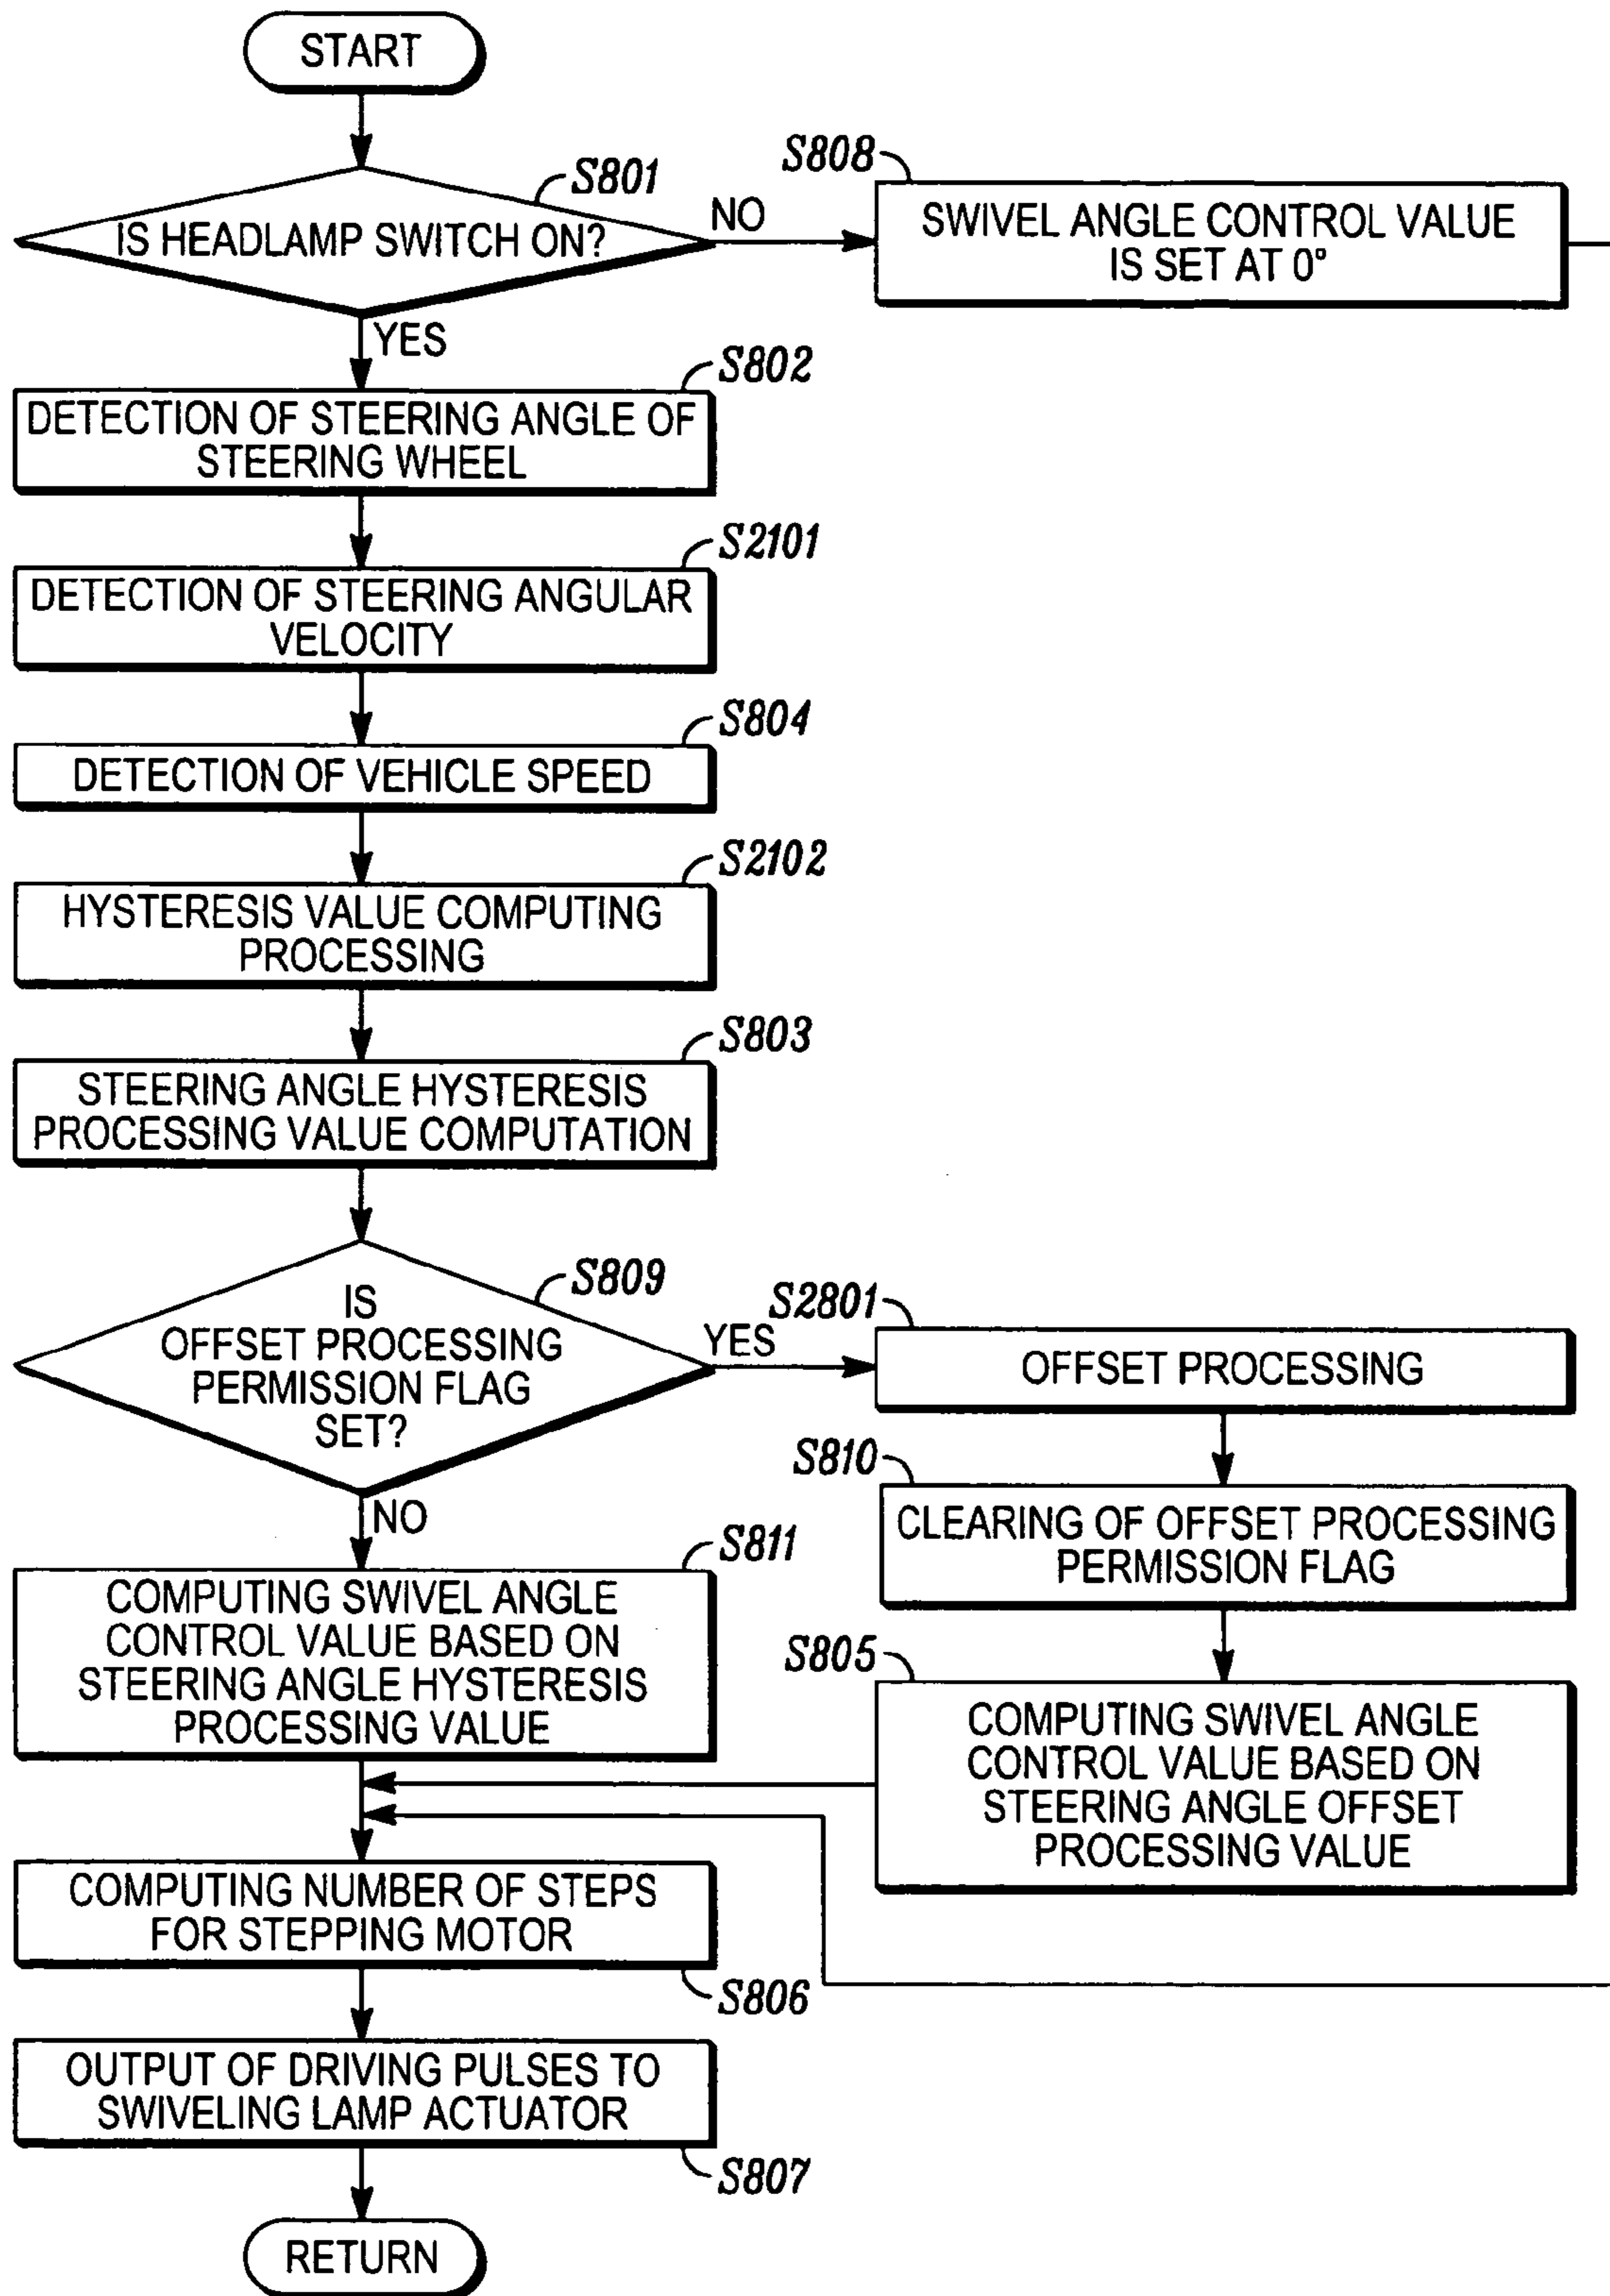 START
S801
IS HEADLAMP SWITCH ON?
NO
S808
SWIVEL ANGLE CONTROL VALUE
IS SET AT 0°
YES
S802
DETECTION OF STEERING ANGLE OF
STEERING WHEEL
S2101
DETECTION OF STEERING ANGULAR
VELOCITY
S804
DETECTION OF VEHICLE SPEED
S2102
HYSTERESIS VALUE COMPUTING
PROCESSING
S803
STEERING ANGLE HYSTERESIS
PROCESSING VALUE COMPUTATION
S809
IS
OFFSET PROCESSING
PERMISSION FLAG
SET?
YES
S2801
OFFSET PROCESSING
S810
CLEARING OF OFFSET PROCESSING
PERMISSION FLAG
S805
COMPUTING SWIVEL ANGLE
CONTROL VALUE BASED ON
STEERING ANGLE OFFSET
PROCESSING VALUE
NO
S811
COMPUTING SWIVEL ANGLE
CONTROL VALUE BASED ON
STEERING ANGLE HYSTERESIS
PROCESSING VALUE
COMPUTING NUMBER OF STEPS
FOR STEPPING MOTOR
S806
OUTPUT OF DRIVING PULSES TO
SWIVELING LAMP ACTUATOR
S807
RETURN